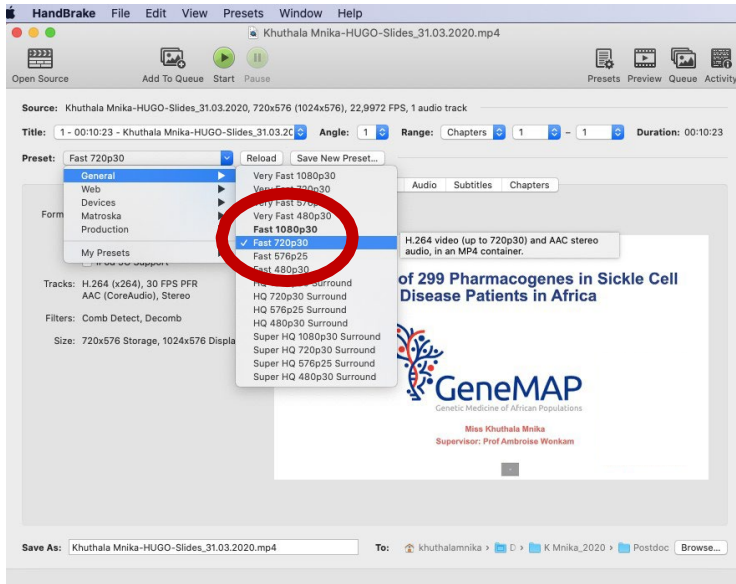 HandBrake File Edit View Presets Window Help
Khuthala Mnika-HUGO-Slides_31.03.2020.mp4
Open Source Add To Queue Start Pause Presets Preview Queue Activity
Source: Khuthala Mnika-HUGO-Slides_31.03.2020, 720x576 (1024x576), 22,9972 FPS, 1 audio track
Title: 1 - 00:10:23 - Khuthala Mnika-HUGO-Slides_31.03.2 Angle: 1 Range: Chapters 1 - 1 Duration: 00:10:23
Preset: Fast 720p30 Reload Save New Preset...
General
Web
Devices
Matroska
Production
My Presets
Very Fast 1080p30
Very Fast 720p30
Very Fast 576p25
Very Fast 480p30
Fast 1080p30
✓ Fast 720p30
Fast 576p25
Fast 480p30
HQ Surround
HQ 720p30 Surround
HQ 576p25 Surround
HQ 480p30 Surround
Super HQ 1080p30 Surround
Super HQ 720p30 Surround
Super HQ 576p25 Surround
Super HQ 480p30 Surround
Audio Subtitles Chapters
H.264 video (up to 720p30) and AAC stereo
audio, in an MP4 container.
Form
Support
Tracks: H.264 (x264), 30 FPS PFR
AAC (CoreAudio), Stereo
Filters: Comb Detect, Decomb
Size: 720x576 Storage, 1024x576 Displa
of 299 Pharmacogenes in Sickle Cell
Disease Patients in Africa
GeneMAP
Genetic Medicine of African Populations
Miss Khuthala Mnika
Supervisor: Prof Ambroise Wonkam
Save As: Khuthala Mnika-HUGO-Slides_31.03.2020.mp4 To: khuthalamnika › D › K Mnika_2020 › Postdoc Browse...